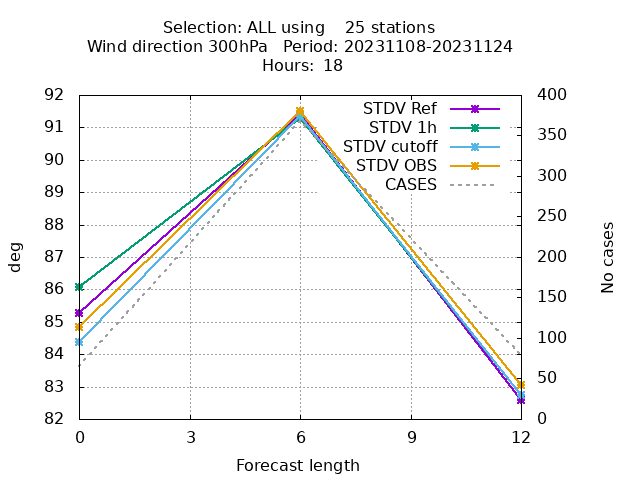 Selection: ALL using    25 stations
Wind direction 300hPa   Period: 20231108-20231124
Hours: 18
92
91
90
89
88
87
86
85
84
83
82
400
350
300
250
200
150
100
50
0
STDV Ref
STDV 1h
STDV cutoff
STDV OBS
CASES
deg
No cases
0 3 6 9 12
Forecast length